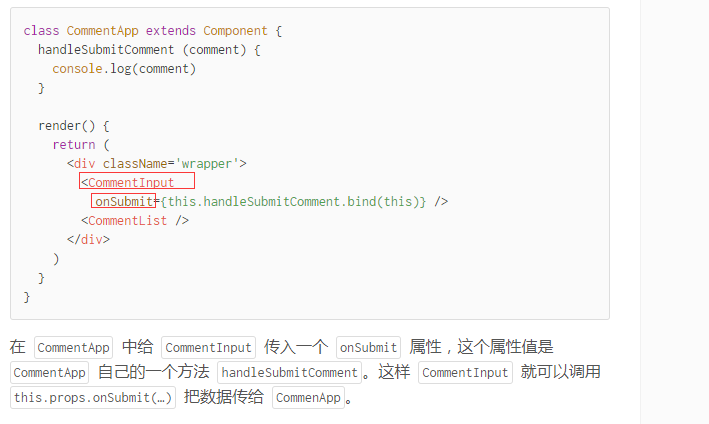 class CommentApp extends Component {
  handleSubmitComment (comment) {
    console.log(comment)
  }

  render() {
    return (
      <div className='wrapper'>
        <CommentInput
          onSubmit={this.handleSubmitComment.bind(this)} />
        <CommentList />
      </div>
    )
  }
}
在 CommentApp 中给 CommentInput 传入一个 onSubmit 属性，这个属性值是
CommentApp 自己的一个方法 handleSubmitComment。这样 CommentInput 就可以调用
this.props.onSubmit(…) 把数据传给 CommenApp。